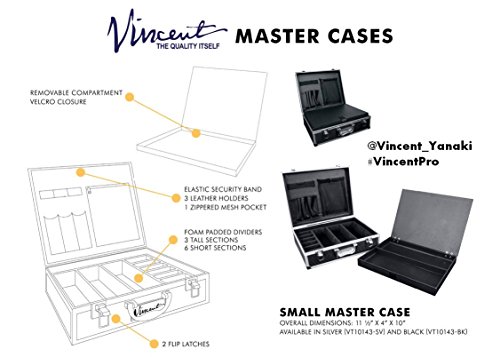 Vincent
THE QUALITY ITSELF
MASTER CASES
REMOVABLE COMPARTMENT
VELCRO CLOSURE
@Vincent_Yanaki
#VincentPro
ELASTIC SECURITY BAND
3 LEATHER HOLDERS
1 ZIPPERED MESH POCKET
FOAM PADDED DIVIDERS
3 TALL SECTIONS
6 SHORT SECTIONS
Vincent
2 FLIP LATCHES
SMALL MASTER CASE
OVERALL DIMENSIONS: 11 ½" X 4" X 10"
AVAILABLE IN SILVER (VT10143-SV) AND BLACK (VT10143-BK)